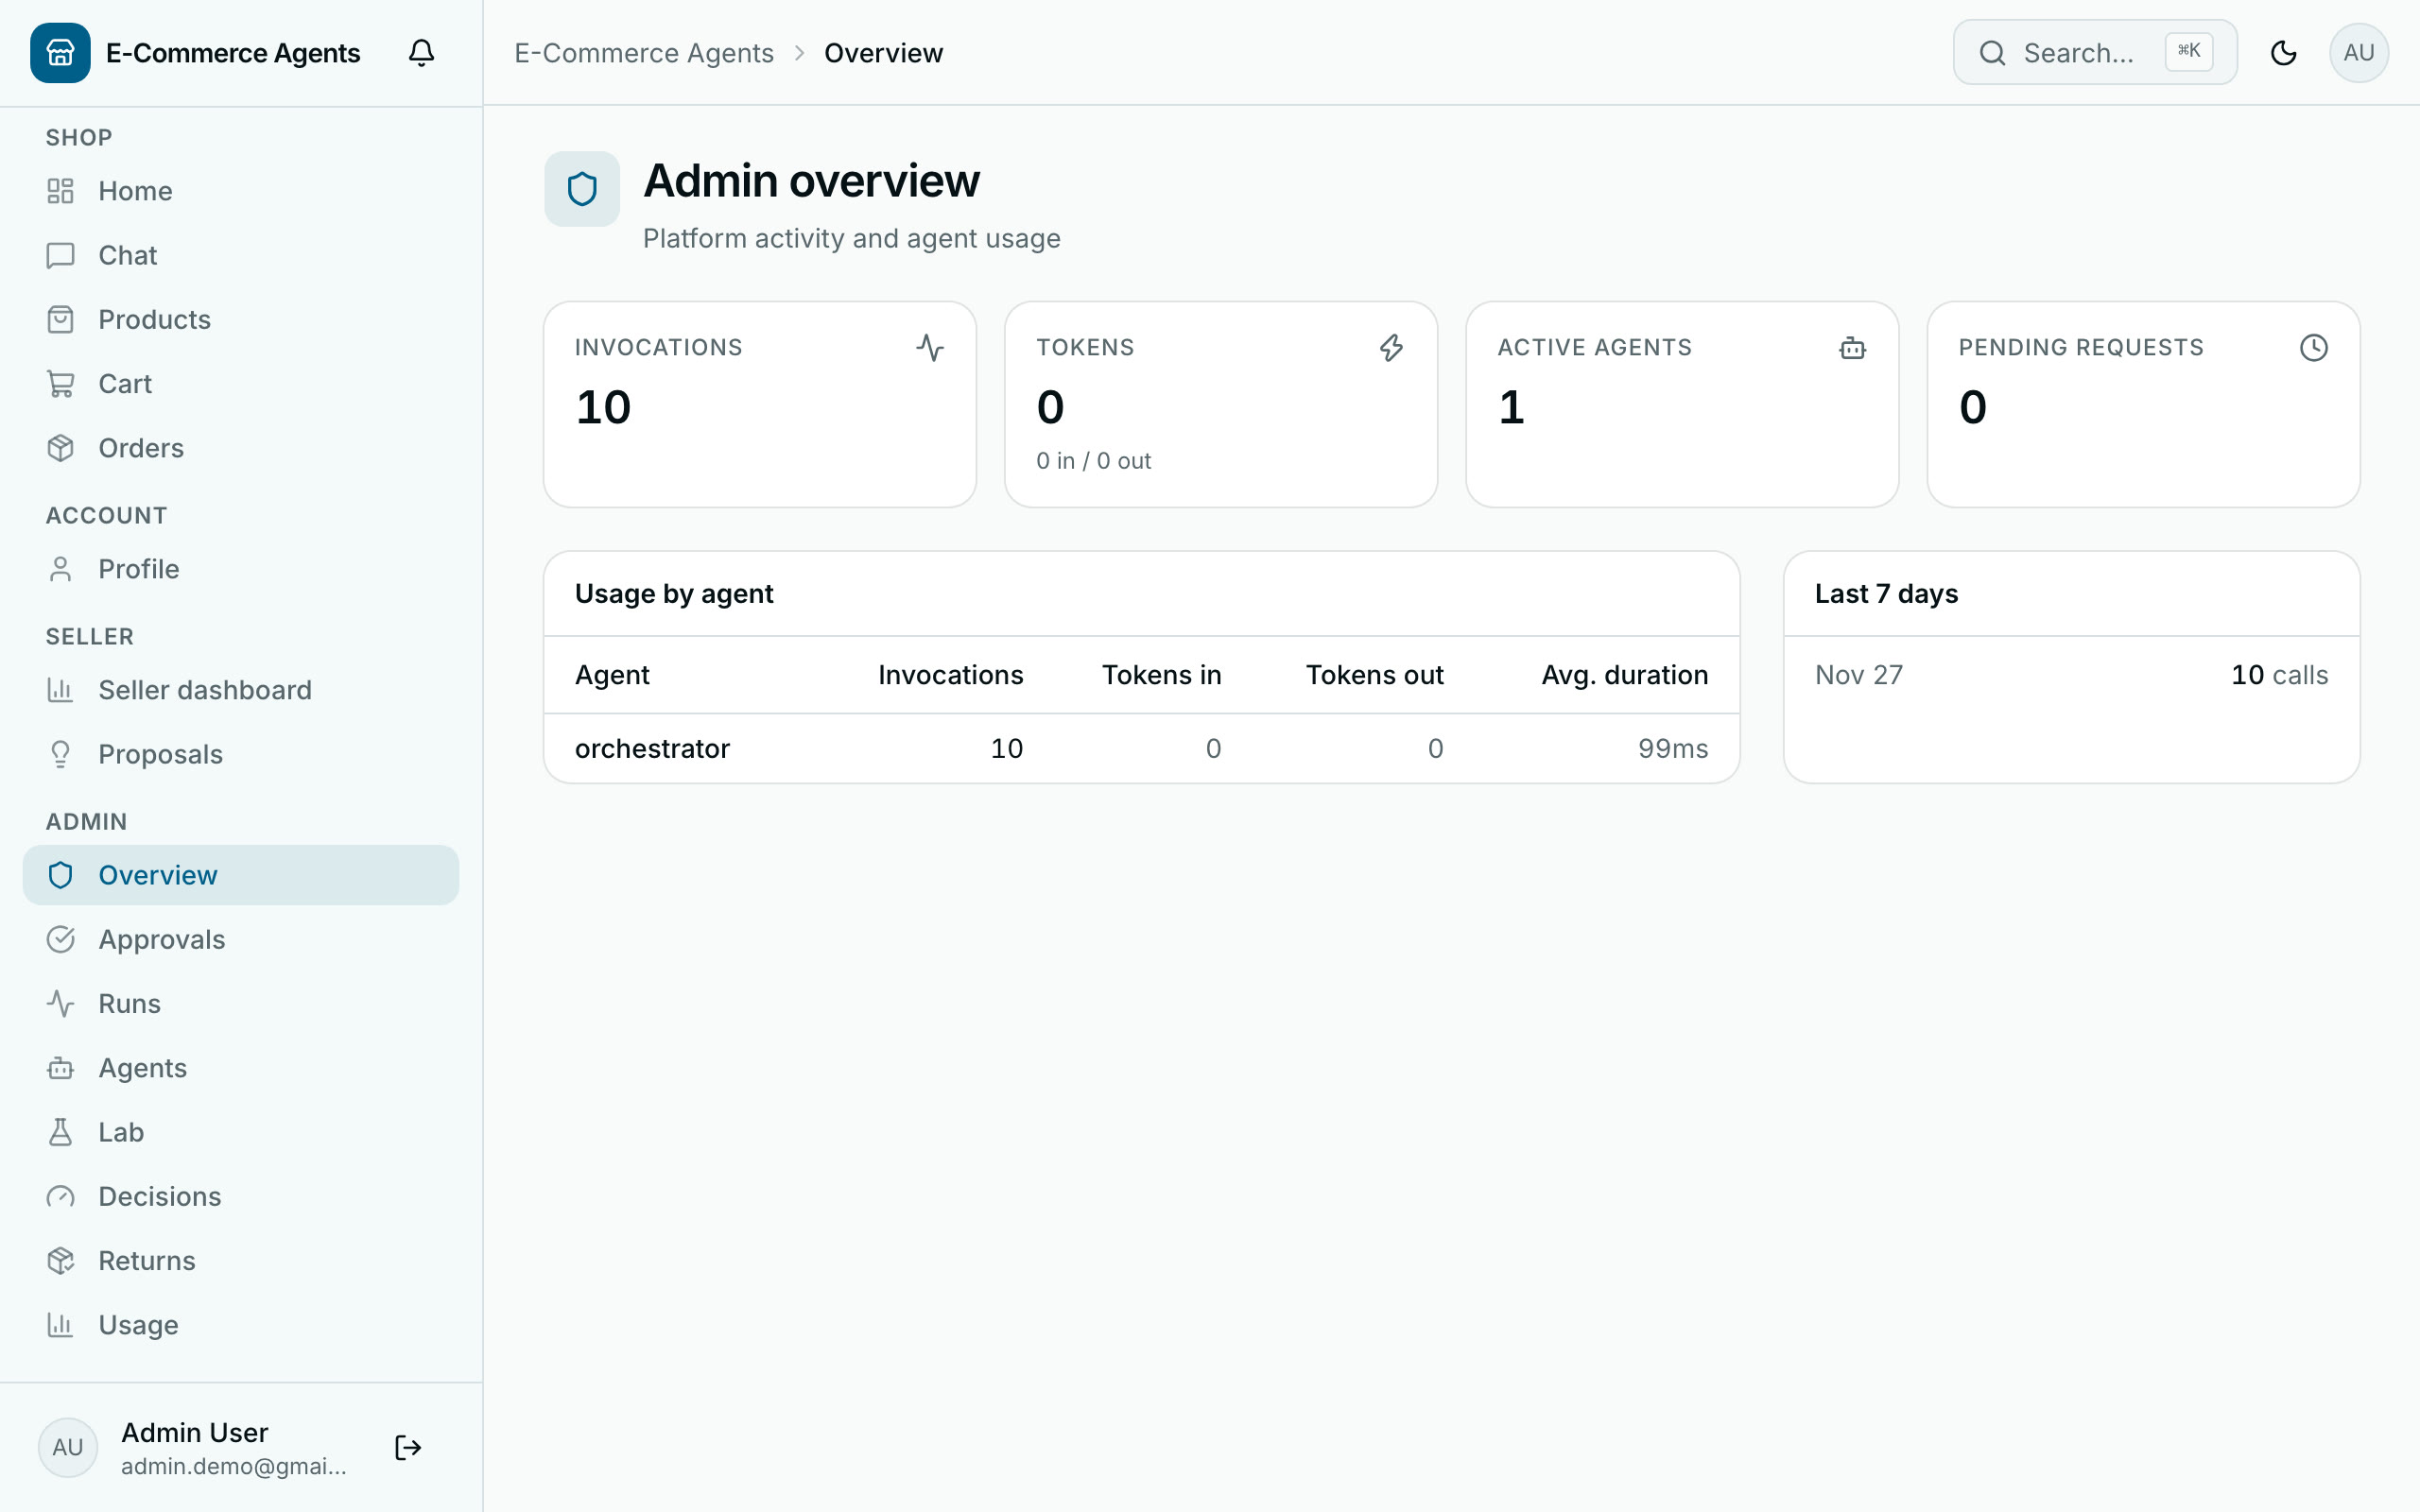 E-Commerce Agents
SHOP
Home
Chat
Products
Cart
Orders
ACCOUNT
Profile
SELLER
Seller dashboard
Proposals
ADMIN
Overview
Approvals
Runs
Agents
Lab
Decisions
Returns
Usage
AU
Admin User
admin.demo@gmai...
E-Commerce Agents > Overview
Search... ⌘K
AU
Admin overview
Platform activity and agent usage
INVOCATIONS
10
TOKENS
0
0 in / 0 out
ACTIVE AGENTS
1
PENDING REQUESTS
0
Usage by agent
Agent Invocations Tokens in Tokens out Avg. duration
orchestrator 10 0 0 99ms
Last 7 days
Nov 27 10 calls